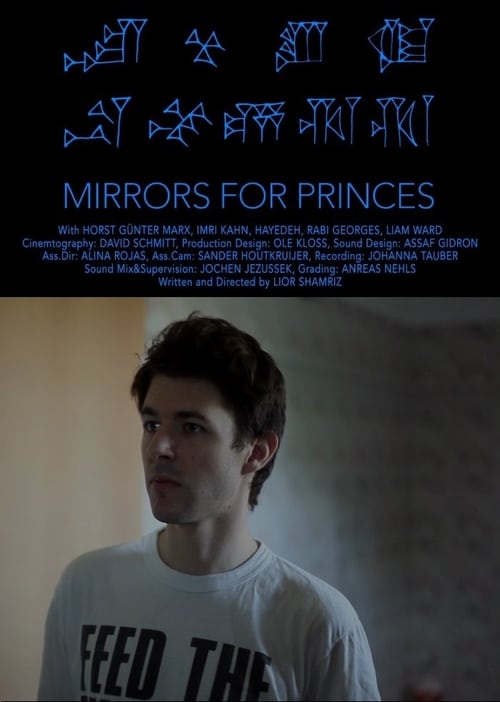 MIRRORS FOR PRINCES
With HORST GÜNTER MARX, IMRI KAHN, HAYEDEH, RABI GEORGES, LIAM WARD
Cinemtography: DAVID SCHMITT, Production Design: OLE KLOSS, Sound Design: ASSAF GIDRON
Ass.Dir: ALINA ROJAS, Ass.Cam: SANDER HOUTKRUIJER, Recording: JOHANNA TAUBER
Sound Mix&Supervision: JOCHEN JEZUSSEK, Grading: ANREAS NEHLS
Written and Directed by LIOR SHAMRIZ
FEED THE